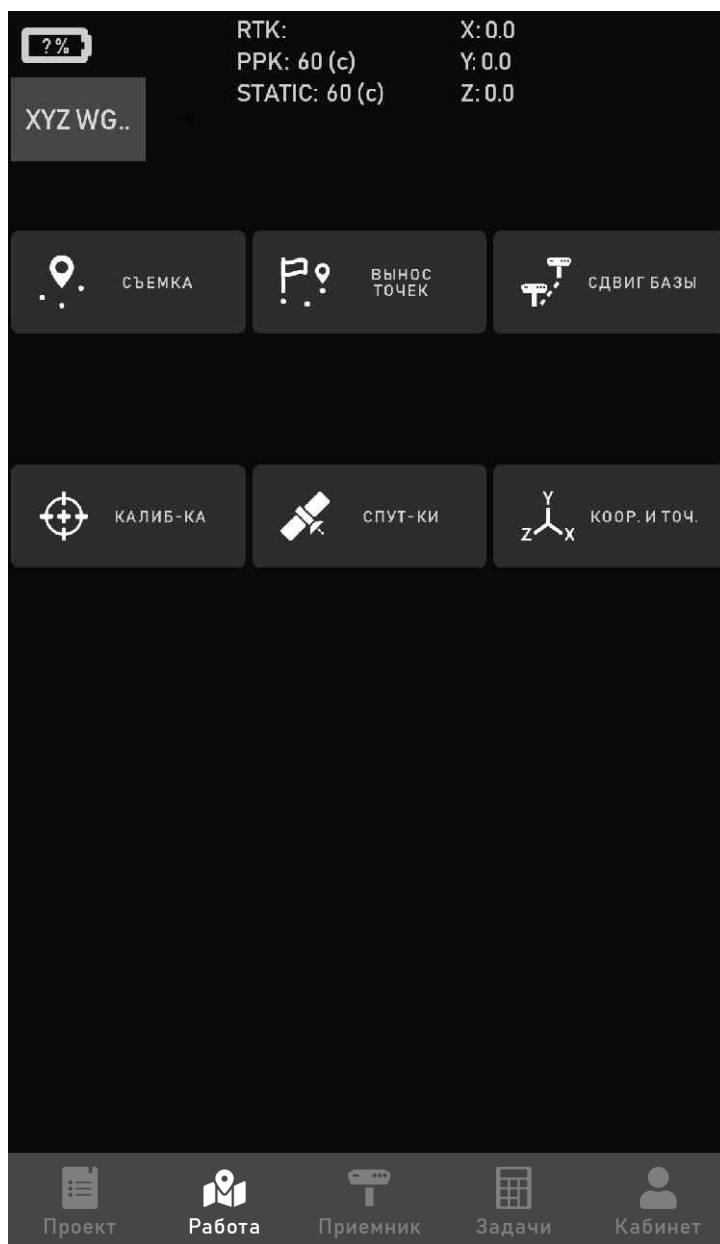 ?%
RTK:
X: 0.0
PPK: 60 (c)
Y: 0.0
STATIC: 60 (c)
Z: 0.0
XYZ WG..
СЪЕМКА
ВЫНОС
ТОЧЕК
СДВИГ БАЗЫ
КАЛИБ-КА
СПУТ-КИ
Y
Z
X
КООР. И ТОЧ.
Проект
Работа
Приемник
Задачи
Кабинет